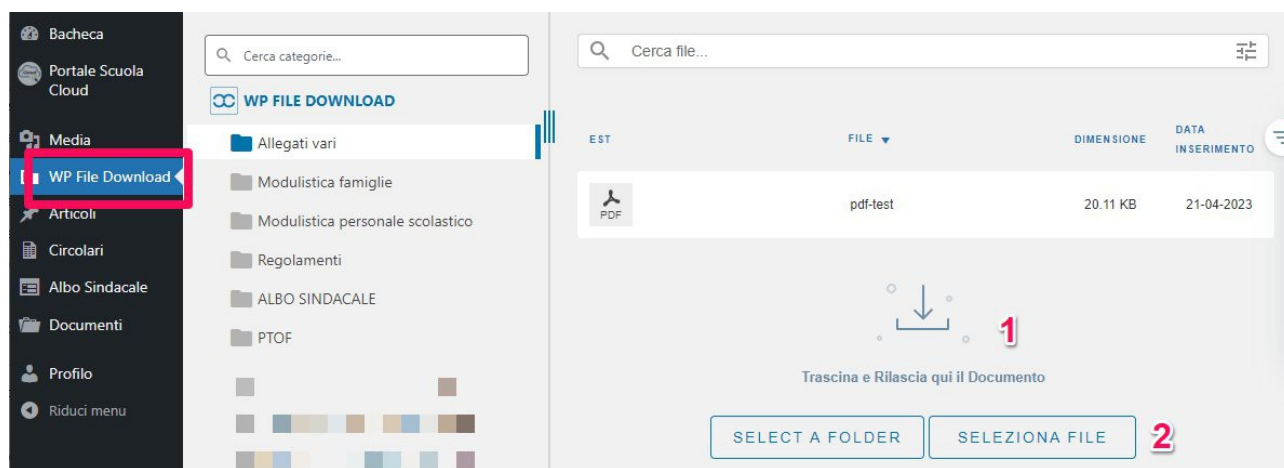 Bacheca
Portale Scuola
Cloud
Media
WP File Download
Articoli
Circolari
Albo Sindacale
Documenti
Profilo
Riduci menu
Cerca categorie...
WP FILE DOWNLOAD
Allegati vari
Modulistica famiglie
Modulistica personale scolastico
Regolamenti
ALBO SINDACALE
PTOF
Cerca file...
EST FILE DIMENSIONE DATA
INSERIMENTO
PDF pdf-test 20.11 KB 21-04-2023
1
Trascina e Rilascia qui il Documento
SELECT A FOLDER SELEZIONA FILE 2